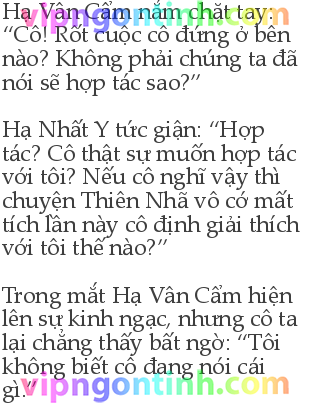 Hạ Vân Cẩm nắm chặt tay:
vipngontinh.com
“Cô! Rốt cuộc cô đứng ở bên
nào? Không phải chúng ta đã
nói sẽ hợp tác sao?”
Hạ Nhất Y tức giận: “Hợp
tác? Cô thật sự muốn hợp tác
với tôi? Nếu cô nghĩ vậy thì
chuyện Thiên Nhã vô cớ mất
tích lần này cô định giải thích
với tôi thế nào?”
Trong mắt Hạ Vân Cẩm hiện
lên sự kinh ngạc, nhưng cô ta
lại chẳng thấy bất ngờ: “Tôi
không biết cô đang nói cái
gì.”
vipngontinh.com